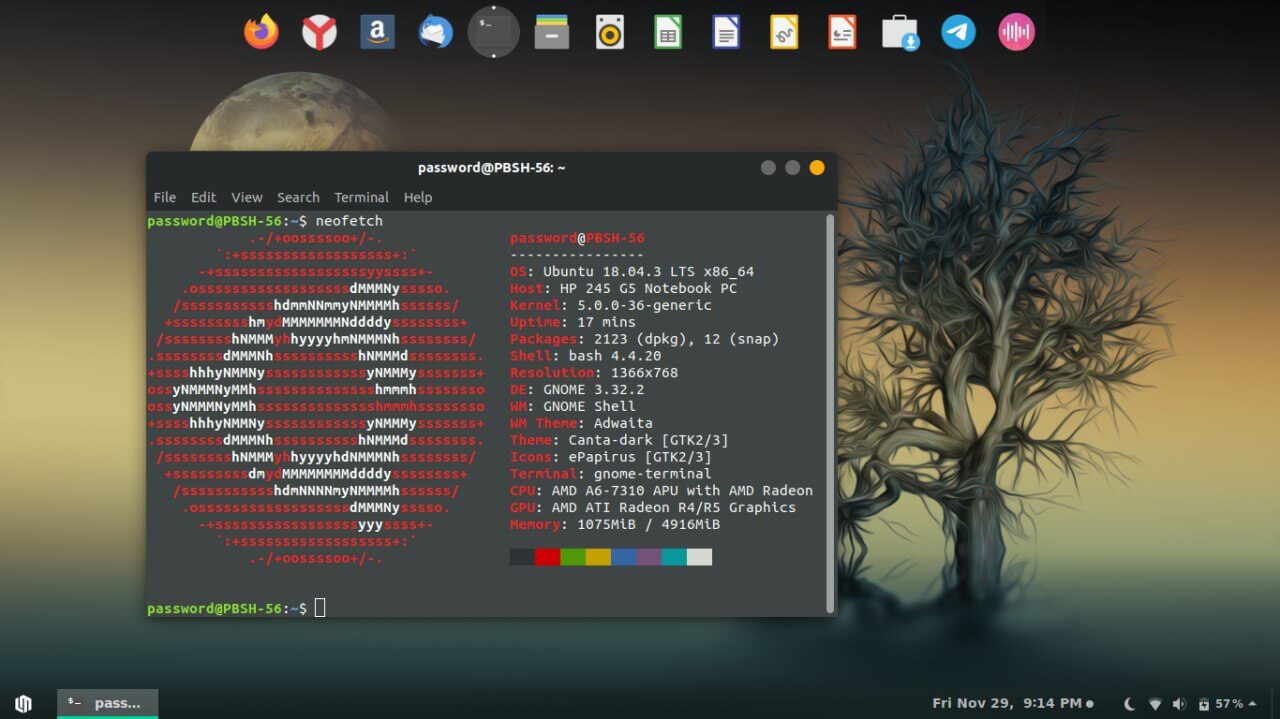 password@PBSH-56: ~
File Edit View Search Terminal Help
password@PBSH-56:~$ neofetch
.-/+oossssoo+/-.
`:+ssssssssssssssssss+:`
-+ssssssssssssssssssyyssss+-
.ossssssssssssssssssdMMMNysssso.
/ssssssssssshdmmNNmmyNMMMMhssssss/
+ssssssssshmydMMMMMMMNddddyssssssss+
/sssssssshNMMMyhhyyyyhmNMMMNhssssssss/
.ssssssssdMMMNhsssssssssshNMMMdssssssss.
+sssshhhyNMMNyssssssssssssyNMMMysssssss+
ossyNMMMNyMMhsssssssssssssshmmmhssssssso
ossyNMMMNyMMhsssssssssssssshmmmhssssssso
+sssshhhyNMMNyssssssssssssyNMMMysssssss+
.ssssssssdMMMNhsssssssssshNMMMdssssssss.
/sssssssshNMMMyhhyyyyhdNMMMNhssssssss/
+sssssssssdmydMMMMMMMMddddyssssssss+
/ssssssssssshdmNNNNmyNMMMMhssssss/
.ossssssssssssssssssdMMMNysssso.
-+sssssssssssssssssyyyssss+-
`:+ssssssssssssssssss+:`
.-/+oossssoo+/-.
password@PBSH-56
----------------
OS: Ubuntu 18.04.3 LTS x86_64
Host: HP 245 G5 Notebook PC
Kernel: 5.0.0-36-generic
Uptime: 17 mins
Packages: 2123 (dpkg), 12 (snap)
Shell: bash 4.4.20
Resolution: 1366x768
DE: GNOME 3.32.2
WM: GNOME Shell
WM Theme: Adwaita
Theme: Canta-dark [GTK2/3]
Icons: ePapirus [GTK2/3]
Terminal: gnome-terminal
CPU: AMD A6-7310 APU with AMD Radeon
GPU: AMD ATI Radeon R4/R5 Graphics
Memory: 1075MiB / 4916MiB
password@PBSH-56:~$
pass...
Fri Nov 29, 9:14 PM
57%